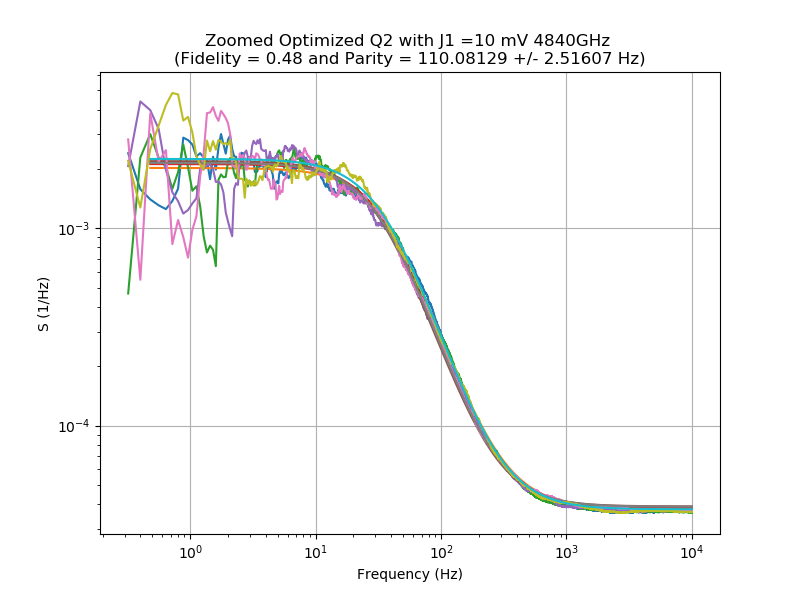 Zoomed Optimized Q2 with J1 =10 mV 4840GHz
(Fidelity = 0.48 and Parity = 110.08129 +/- 2.51607 Hz)
S (1/Hz)
10⁻³
10⁻⁴
10⁰ 10¹ 10² 10³ 10⁴
Frequency (Hz)